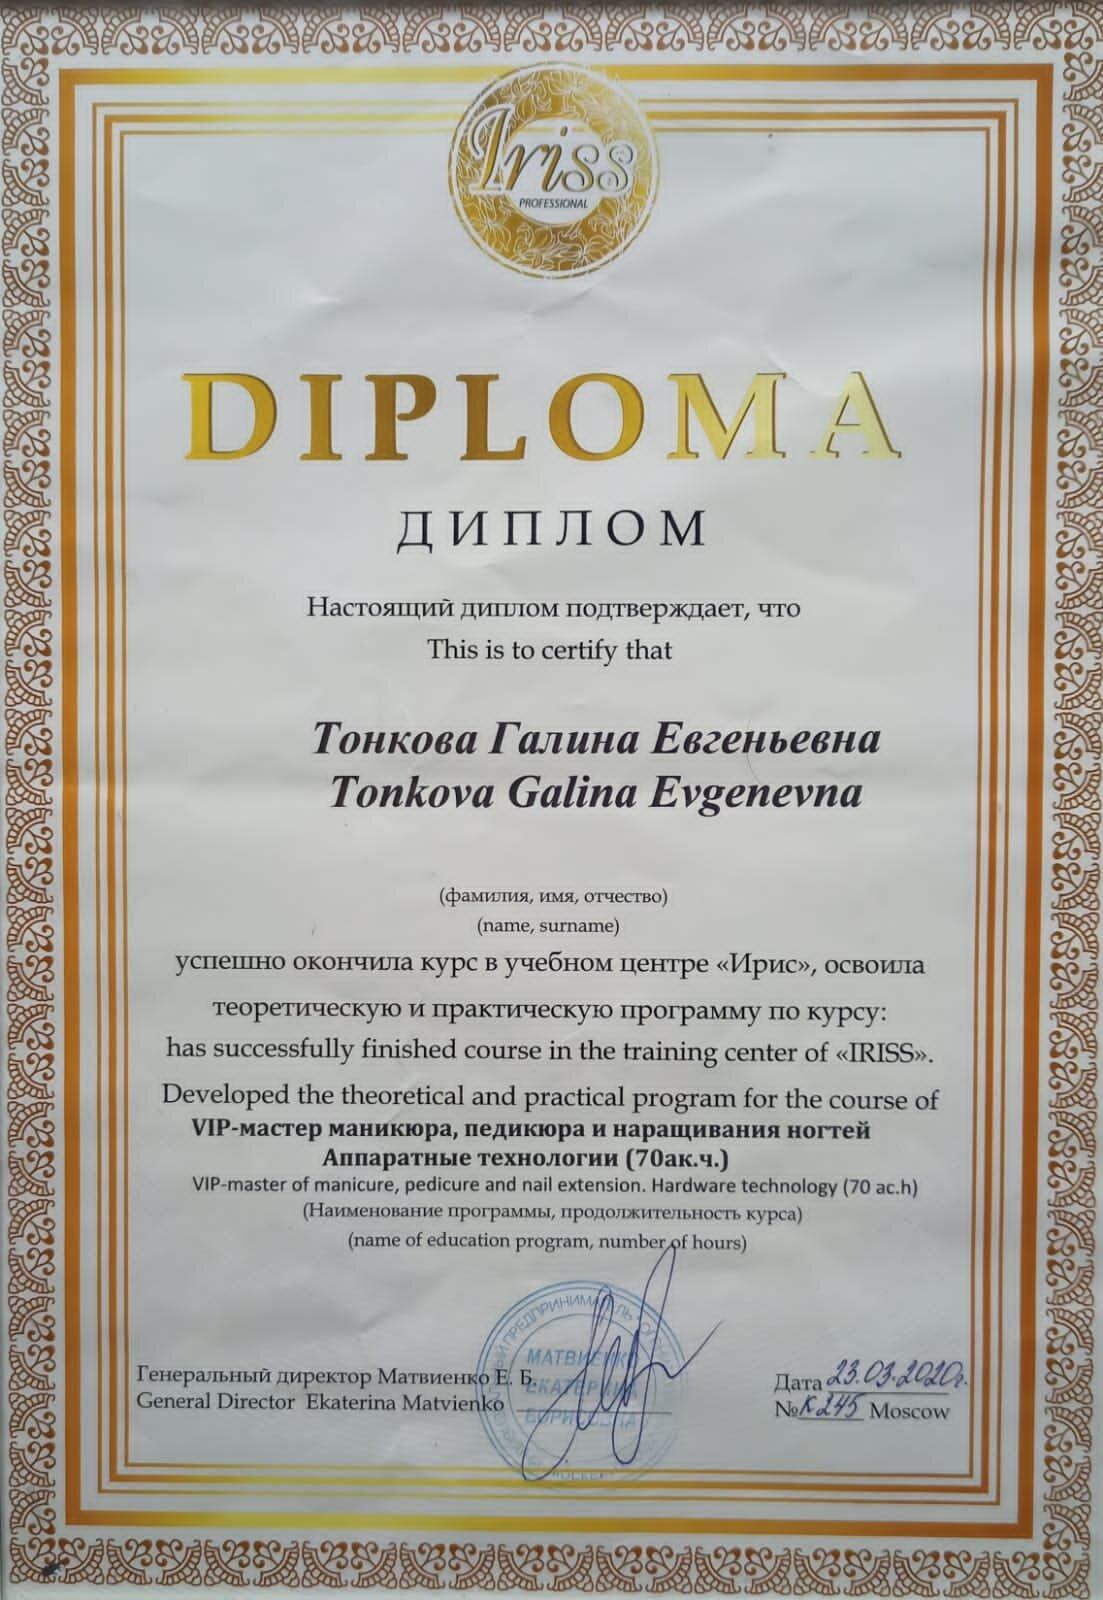 Iriss
PROFESSIONAL
DIPLOMA
ДИПЛОМ
Настоящий диплом подтверждает, что
This is to certify that
Тонкова Галина Евгеньевна
Tonkova Galina Evgenevna
(фамилия, имя, отчество)
(name, surname)
успешно окончила курс в учебном центре «Ирис», освоила
теоретическую и практическую программу по курсу:
has successfully finished course in the training center of «IRISS».
Developed the theoretical and practical program for the course of
VIP-мастер маникюра, педикюра и наращивания ногтей
Аппаратные технологии (70ак.ч.)
VIP-master of manicure, pedicure and nail extension. Hardware technology (70 ac.h)
(Наименование программы, продолжительность курса)
(name of education program, number of hours)
ПРЕДПРИНИМАТЕЛЬ
МАТВИЕНКО
ЕКАТЕРИНА
БОРИСОВНА
Генеральный директор Матвиенко Е. Б.
General Director Ekaterina Matvienko
Дата 23.03.2020г.
№К245 Moscow